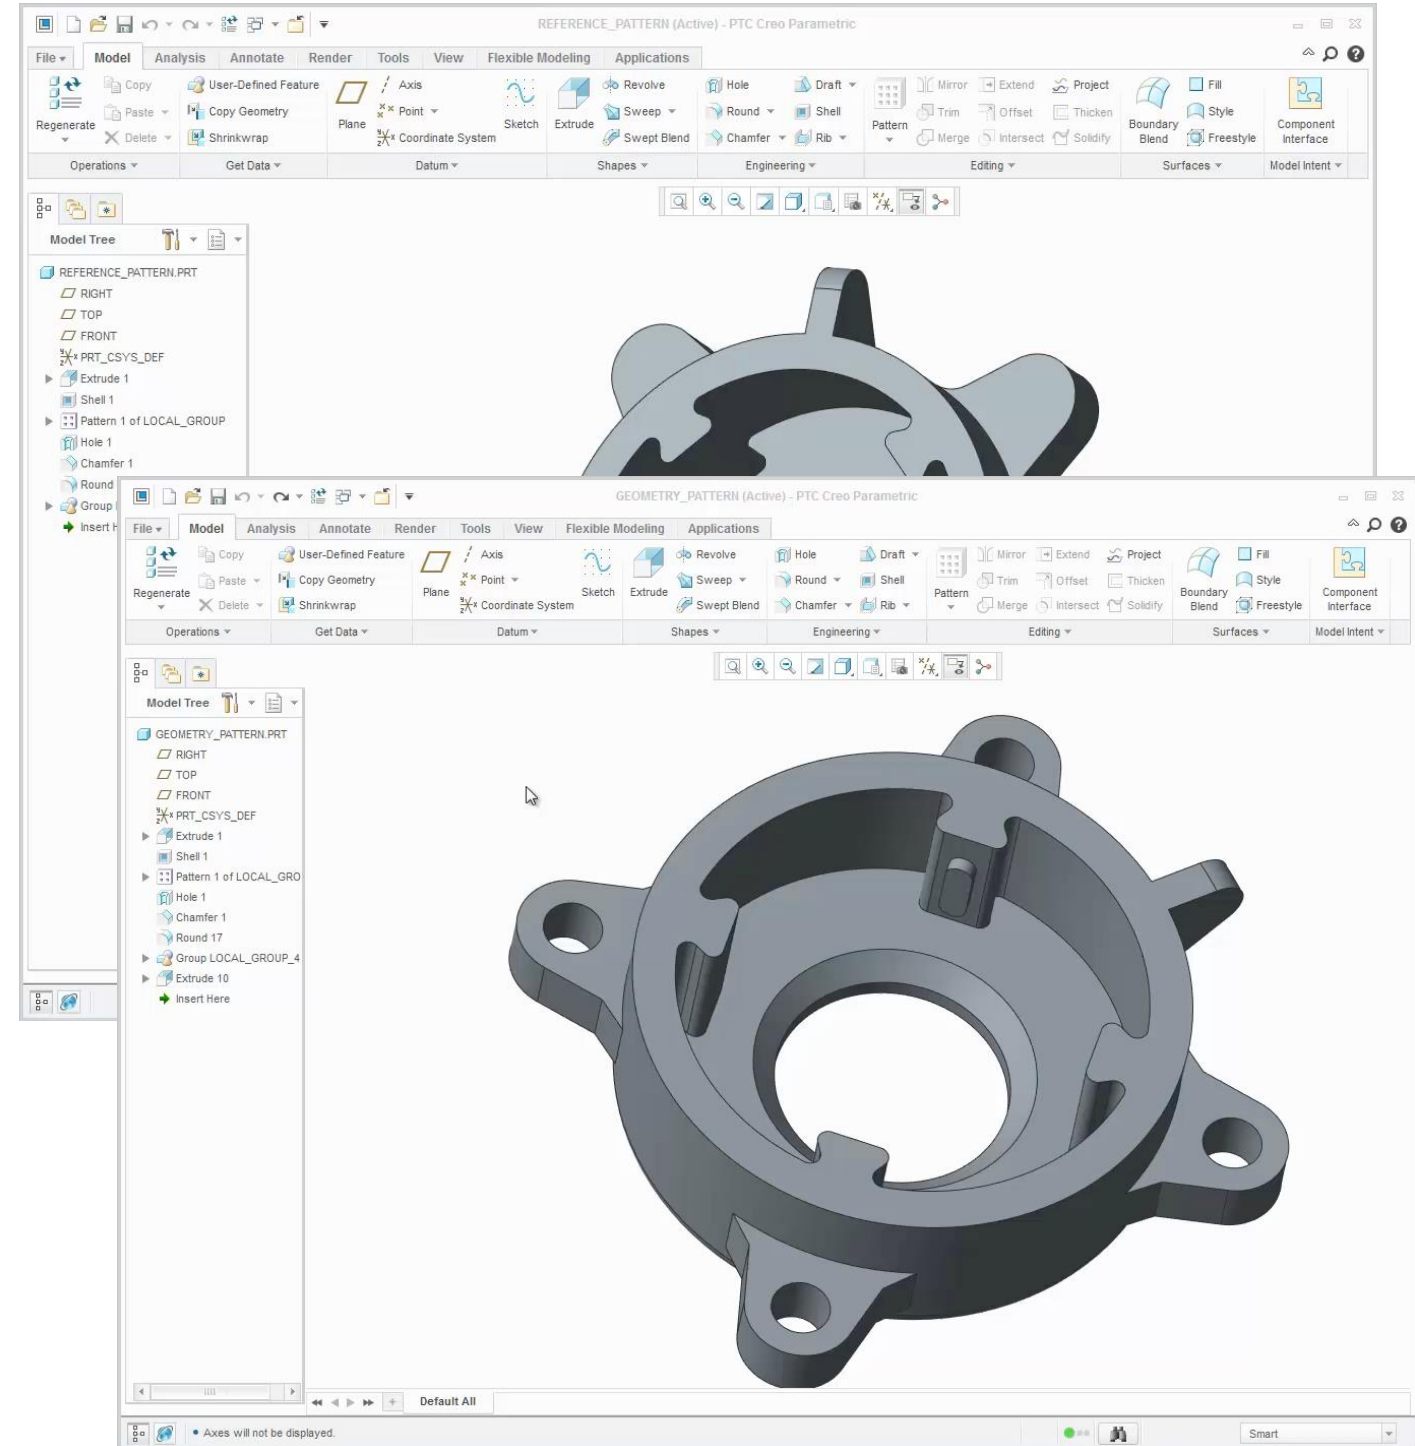 REFERENCE_PATTERN (Active) - PTC Creo Parametric
File Model Analysis Annotate Render Tools View Flexible Modeling Applications
Regenerate Copy Paste Delete
User-Defined Feature
Copy Geometry
Shrinkwrap
Plane Axis Point Coordinate System Sketch
Extrude Revolve Sweep Swept Blend
Hole Draft
Round Shell
Chamfer Rib
Pattern Mirror Extend Project
Trim Offset Thicken
Merge Intersect Solidify
Boundary Blend Fill Style Freestyle
Component Interface
Operations Get Data Datum Shapes Engineering Editing Surfaces Model Intent
Model Tree
REFERENCE_PATTERN.PRT
RIGHT
TOP
FRONT
PRT_CSYS_DEF
Extrude 1
Shell 1
Pattern 1 of LOCAL_GROUP
Hole 1
Chamfer 1
Round
Group
Insert H
GEOMETRY_PATTERN (Active) - PTC Creo Parametric
File Model Analysis Annotate Render Tools View Flexible Modeling Applications
Regenerate Copy Paste Delete
User-Defined Feature
Copy Geometry
Shrinkwrap
Plane Axis Point Coordinate System Sketch
Extrude Revolve Sweep Swept Blend
Hole Draft
Round Shell
Chamfer Rib
Pattern Mirror Extend Project
Trim Offset Thicken
Merge Intersect Solidify
Boundary Blend Fill Style Freestyle
Component Interface
Operations Get Data Datum Shapes Engineering Editing Surfaces Model Intent
Model Tree
GEOMETRY_PATTERN.PRT
RIGHT
TOP
FRONT
PRT_CSYS_DEF
Extrude 1
Shell 1
Pattern 1 of LOCAL_GRO
Hole 1
Chamfer 1
Round 17
Group LOCAL_GROUP_4
Extrude 10
Insert Here
Default All
• Axes will not be displayed.
Smart